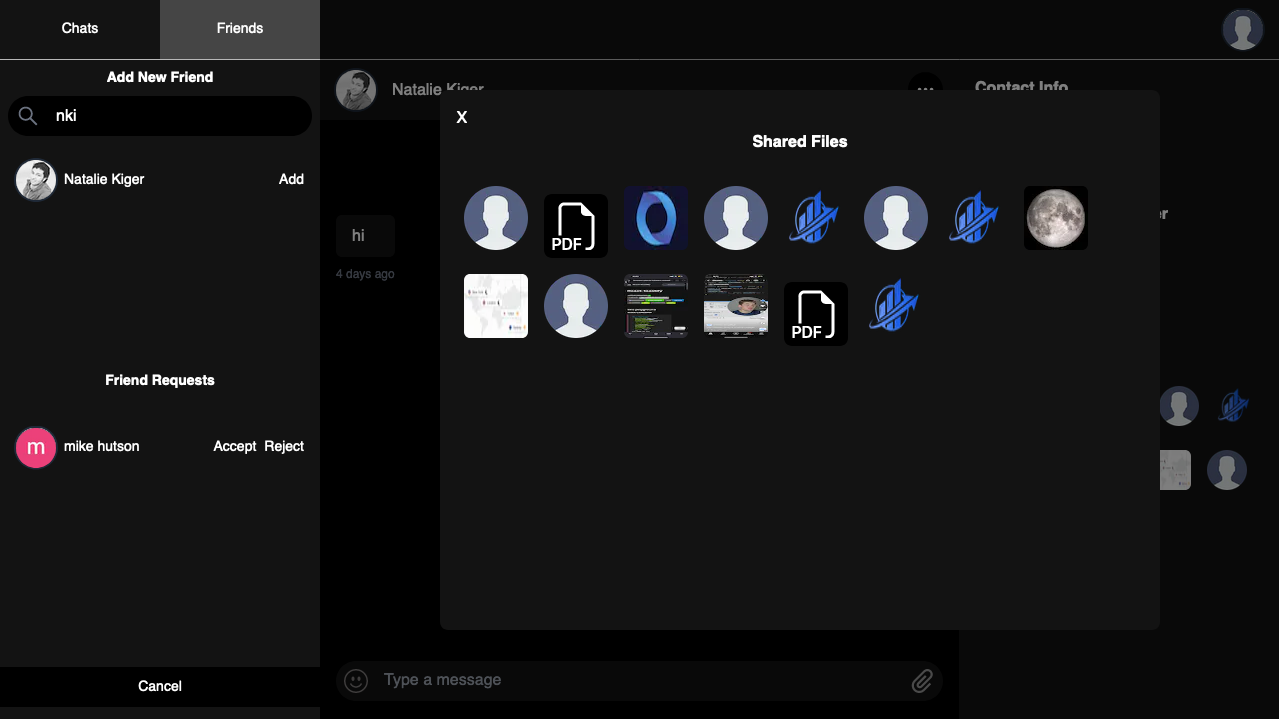 Chats
Friends
Add New Friend
nki
Natalie Kiger
Add
Friend Requests
m
mike hutson
Accept Reject
Cancel
Natalie Kiger
...
Contact Info
hi
4 days ago
X
Shared Files
PDF
PDF
Type a message